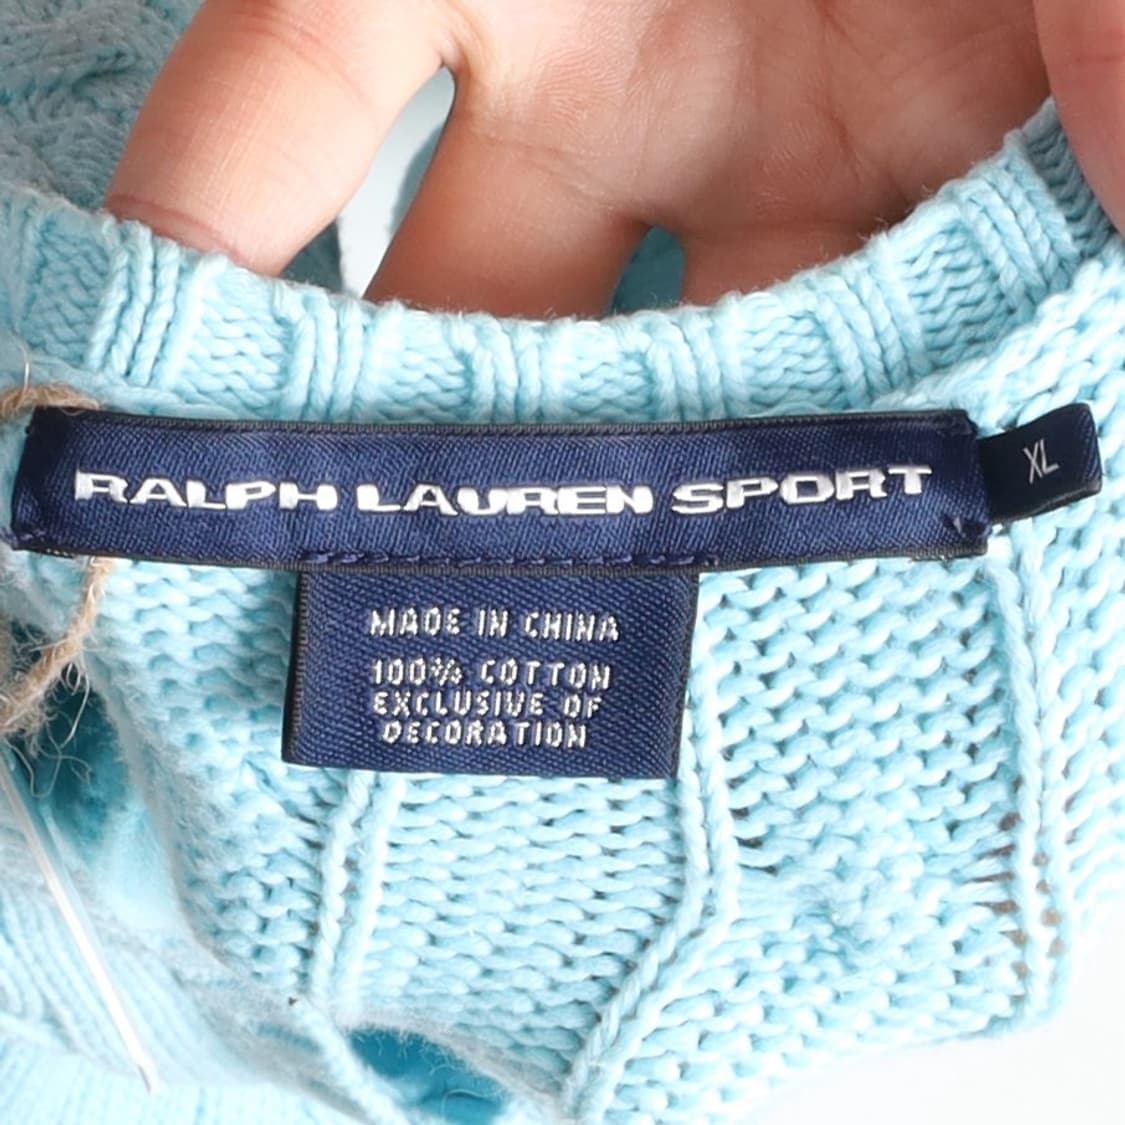 RALPH LAUREN SPORT
XL
MADE IN CHINA
100% COTTON
EXCLUSIVE OF
DECORATION